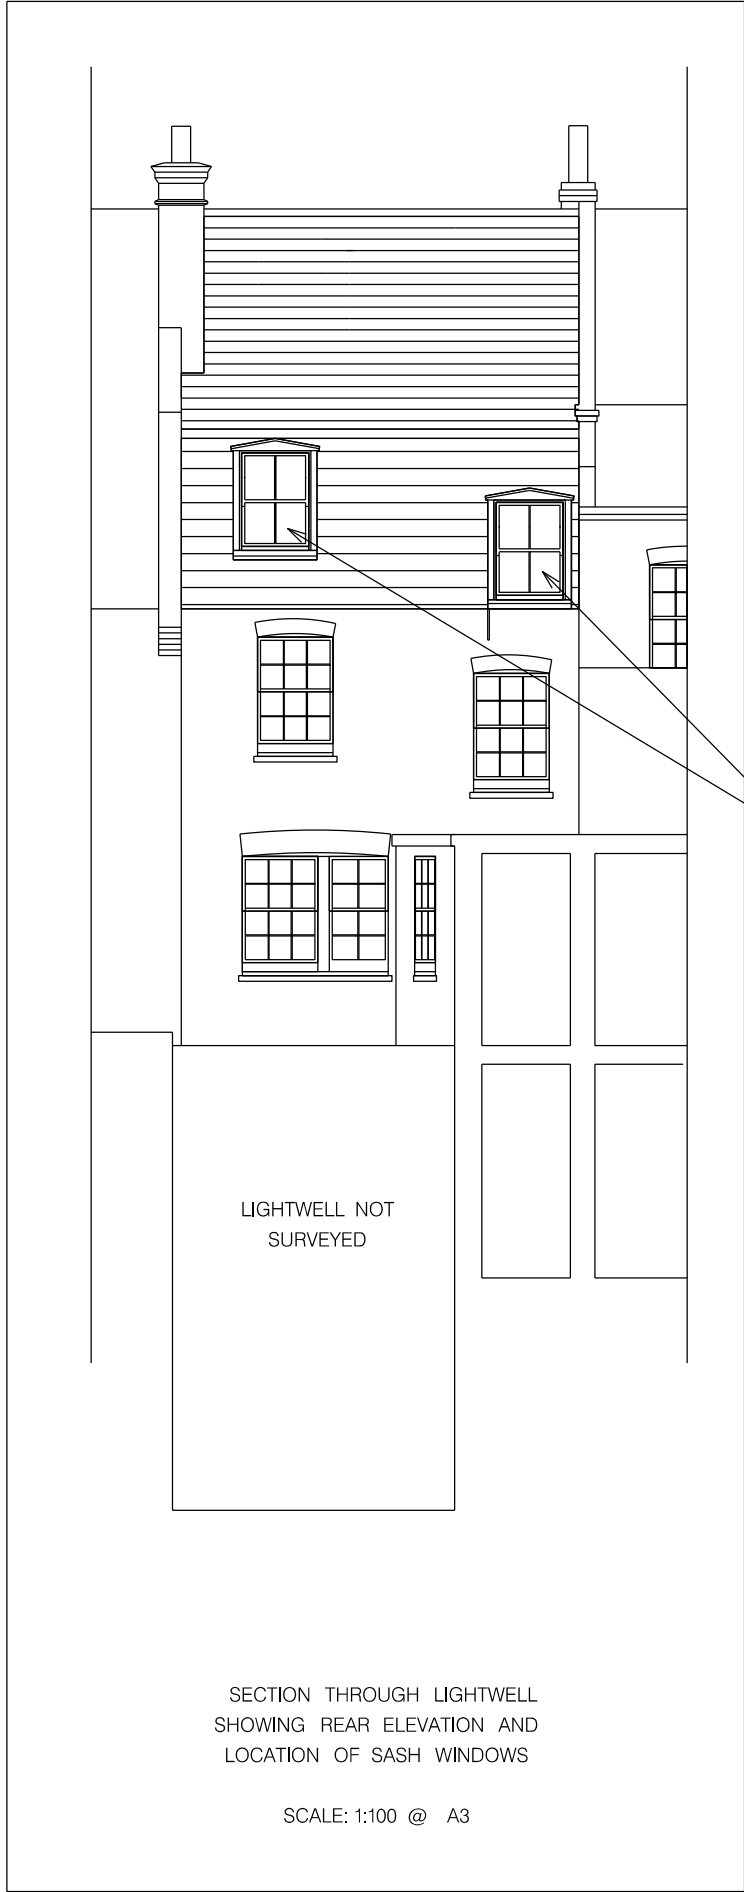 LIGHTWELL NOT
SURVEYED
SECTION THROUGH LIGHTWELL
SHOWING REAR ELEVATION AND
LOCATION OF SASH WINDOWS
SCALE: 1:100 @ A3